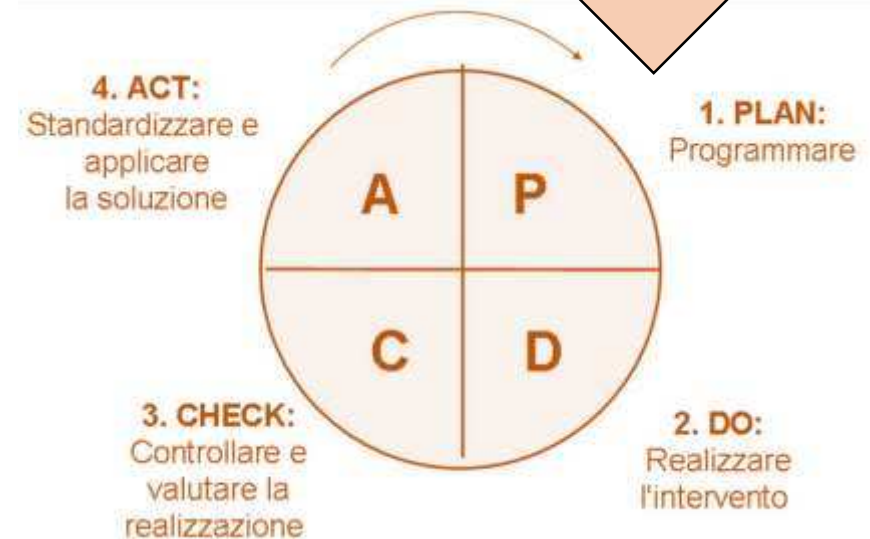 4. ACT:
Standardizzare e
applicare
la soluzione
1. PLAN:
Programmare
A
P
C
D
3. CHECK:
Controllare e
valutare la
realizzazione
2. DO:
Realizzare
l'intervento